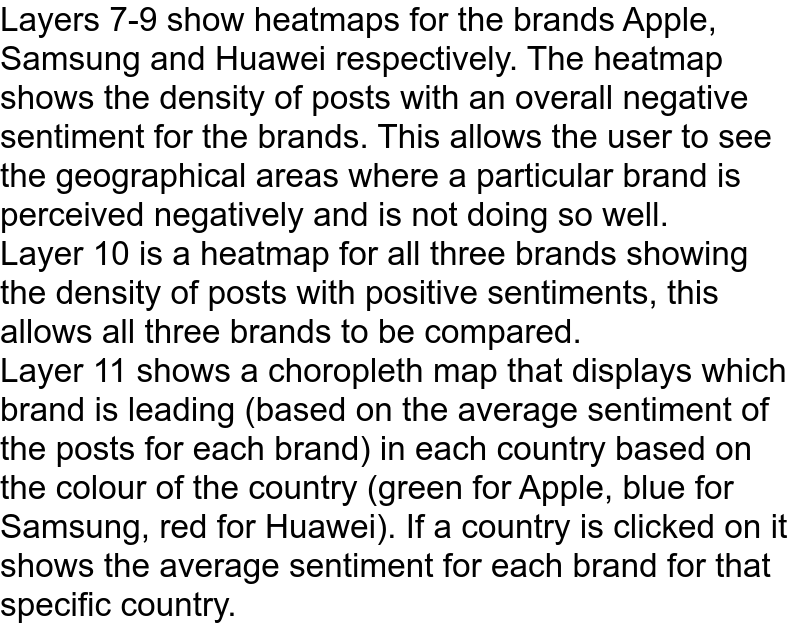 Layers 7-9 show heatmaps for the brands Apple,
Samsung and Huawei respectively. The heatmap
shows the density of posts with an overall negative
sentiment for the brands. This allows the user to see
the geographical areas where a particular brand is
perceived negatively and is not doing so well.
Layer 10 is a heatmap for all three brands showing
the density of posts with positive sentiments, this
allows all three brands to be compared.
Layer 11 shows a choropleth map that displays which
brand is leading (based on the average sentiment of
the posts for each brand) in each country based on
the colour of the country (green for Apple, blue for
Samsung, red for Huawei). If a country is clicked on it
shows the average sentiment for each brand for that
specific country.